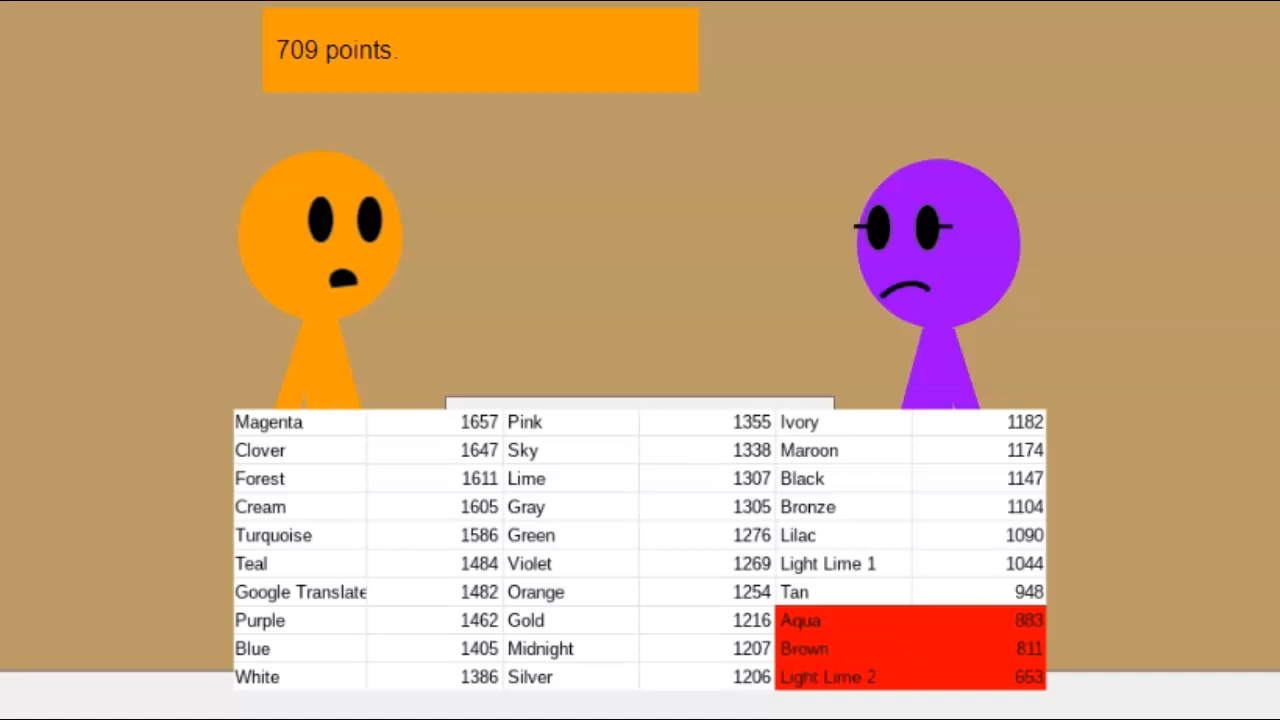 709 points.
Magenta 1657 Pink 1355 Ivory 1182
Clover 1647 Sky 1338 Maroon 1174
Forest 1611 Lime 1307 Black 1147
Cream 1605 Gray 1305 Bronze 1104
Turquoise 1586 Green 1276 Lilac 1090
Teal 1484 Violet 1269 Light Lime 1 1044
Google Translate 1482 Orange 1254 Tan 948
Purple 1462 Gold 1216 Aqua 883
Blue 1405 Midnight 1207 Brown 811
White 1386 Silver 1206 Light Lime 2 653